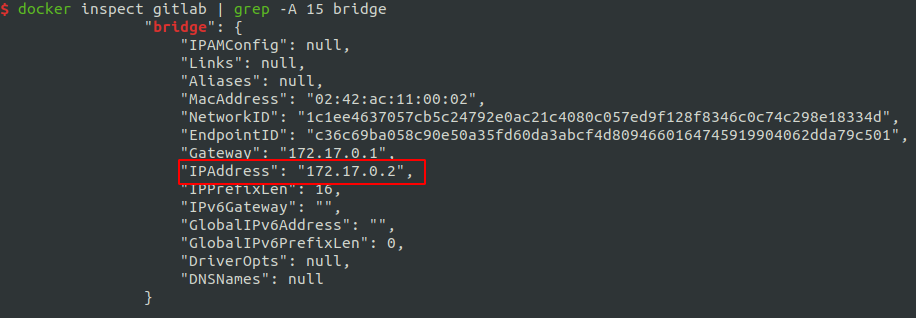 $ docker inspect gitlab | grep -A 15 bridge
"bridge": {
"IPAMConfig": null,
"Links": null,
"Aliases": null,
"MacAddress": "02:42:ac:11:00:02",
"NetworkID": "1c1ee4637057cb5c24792e0ac21c4080c057ed9f128f8346c0c74c298e18334d",
"EndpointID": "c36c69ba058c90e50a35fd60da3abcf4d8094660164745919904062dda79c501",
"Gateway": "172.17.0.1",
"IPAddress": "172.17.0.2",
"IPPrefixLen": 16,
"IPv6Gateway": "",
"GlobalIPv6Address": "",
"GlobalIPv6PrefixLen": 0,
"DriverOpts": null,
"DNSNames": null
}